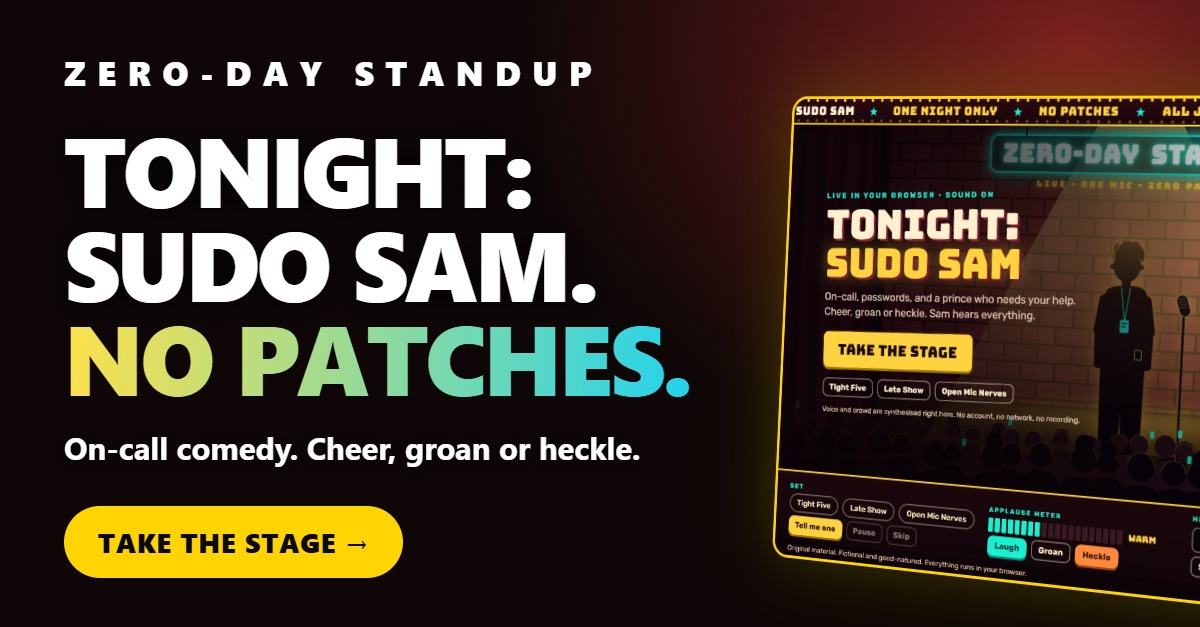 ZERO-DAY STANDUP
TONIGHT:
SUDO SAM.
NO PATCHES.
On-call comedy. Cheer, groan or heckle.
TAKE THE STAGE →
SUDO SAM ★ ONE NIGHT ONLY ★ NO PATCHES ★ ALL
ZERO-DAY
LIVE · ONE MIC · ZERO
LIVE IN YOUR BROWSER · SOUND ON
TONIGHT:
SUDO SAM
On-call, passwords, and a prince who needs your help.
Cheer, groan or heckle. Sam hears everything.
TAKE THE STAGE
Tight Five Late Show Open Mic Nerves
Voice and crowd are synthesised right here. No account, no network, no recording.
SET
Tight Five Late Show Open Mic Nerves
Tell me one Pause Skip
Original material. Fictional and good-natured. Everything runs in your browser.
APPLAUSE METER
WARM
Laugh Groan Heckle